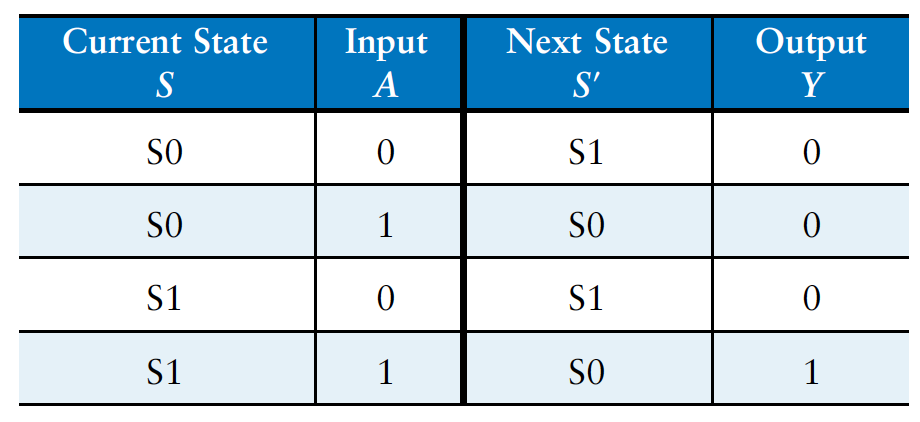 Current State Input Next State Output
S A S′ Y
S0 0 S1 0
S0 1 S0 0
S1 0 S1 0
S1 1 S0 1